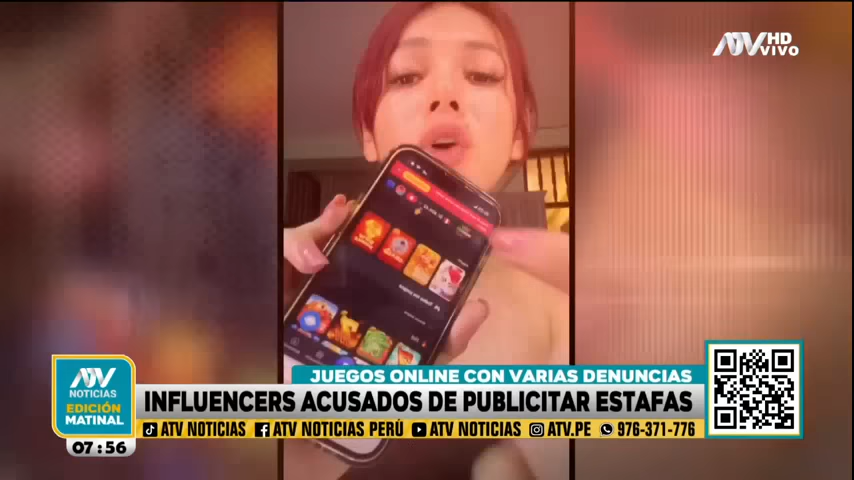 ATV HD
VIVO
JUEGOS ONLINE CON VARIAS DENUNCIAS
ATV
NOTICIAS
EDICIÓN
MATINAL
INFLUENCERS ACUSADOS DE PUBLICITAR ESTAFAS
ATV NOTICIAS ATV NOTICIAS PERÚ ATV NOTICIAS ATV.PE 976-371-776
07:56